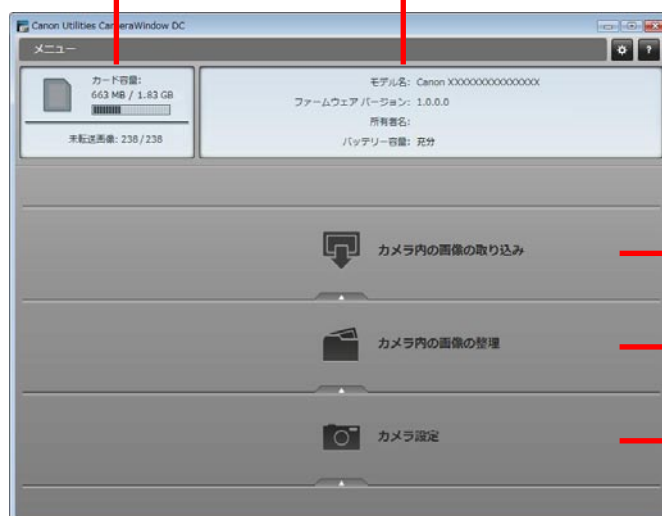 Canon Utilities CameraWindow DC
メニュー
?
カード容量:
663 MB / 1.83 GB
未転送画像: 238/238
モデル名: Canon XXXXXXXXXXXXXXX
ファームウェア バージョン: 1.0.0.0
所有者名:
バッテリー容量: 充分
カメラ内の画像の取り込み
カメラ内の画像の整理
カメラ設定